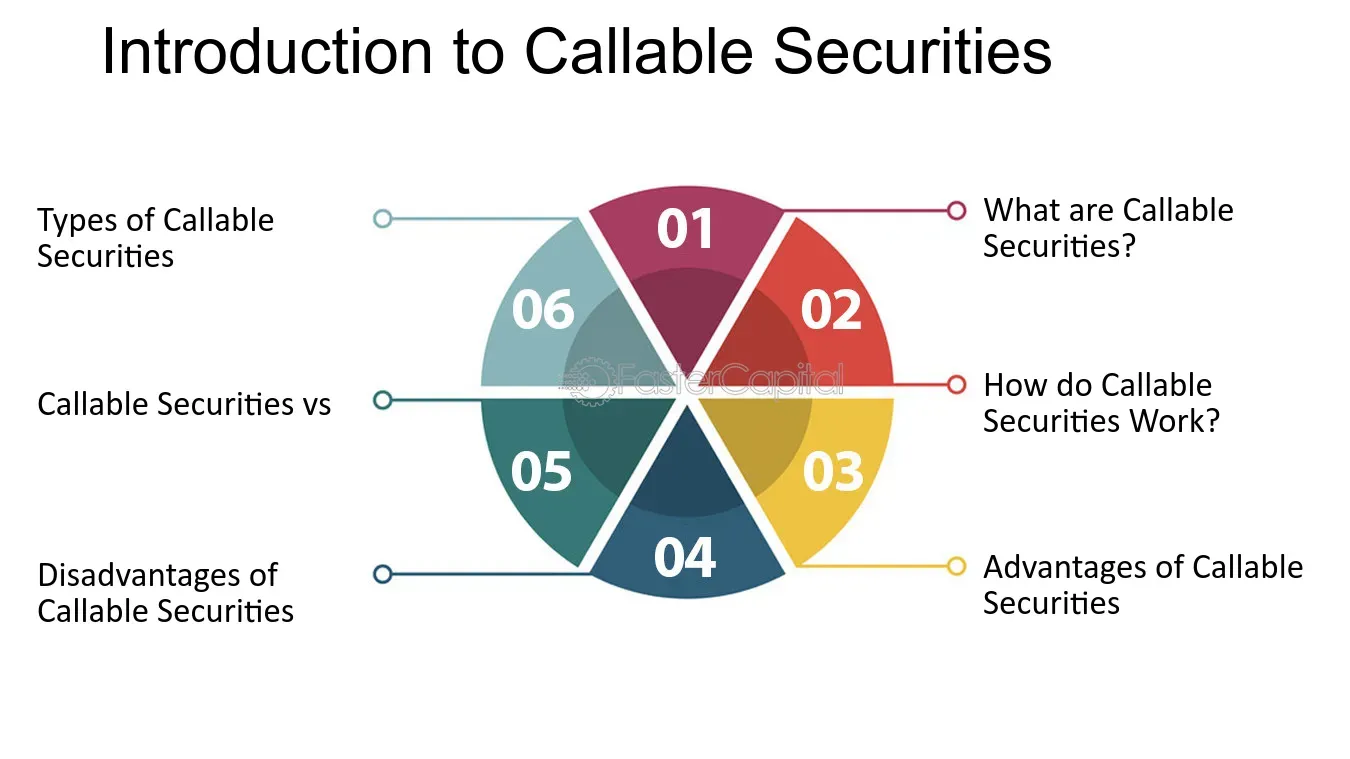 Introduction to Callable Securities
01
What are Callable
Securities?
02
How do Callable
Securities Work?
03
Advantages of Callable
Securities
04
Disadvantages of
Callable Securities
05
Callable Securities vs
06
Types of Callable
Securities
FasterCapital